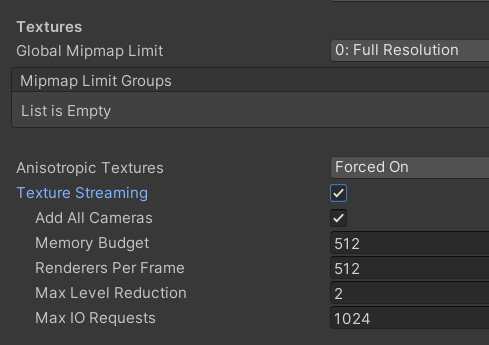 Textures
Global Mipmap Limit 0: Full Resolution
Mipmap Limit Groups
List is Empty
Anisotropic Textures Forced On
Texture Streaming
Add All Cameras
Memory Budget 512
Renderers Per Frame 512
Max Level Reduction 2
Max IO Requests 1024